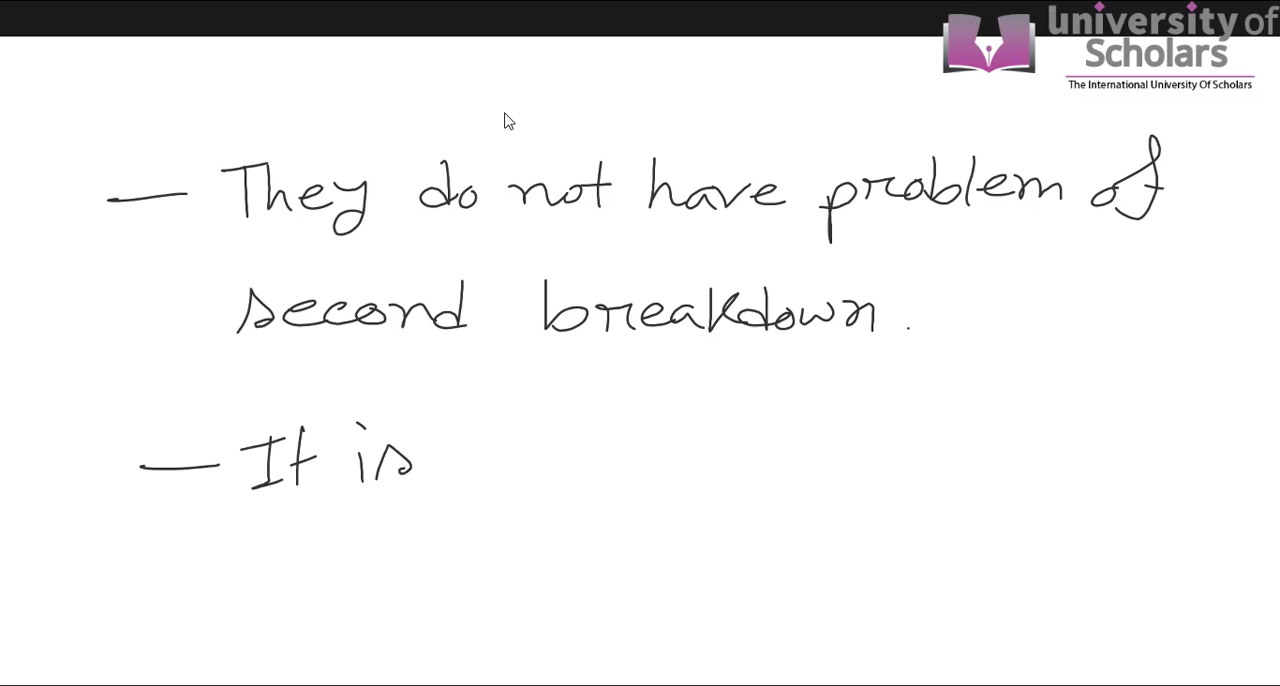 University of
Scholars
The International University Of Scholars
— They do not have problem of
second breakdown.
— It is